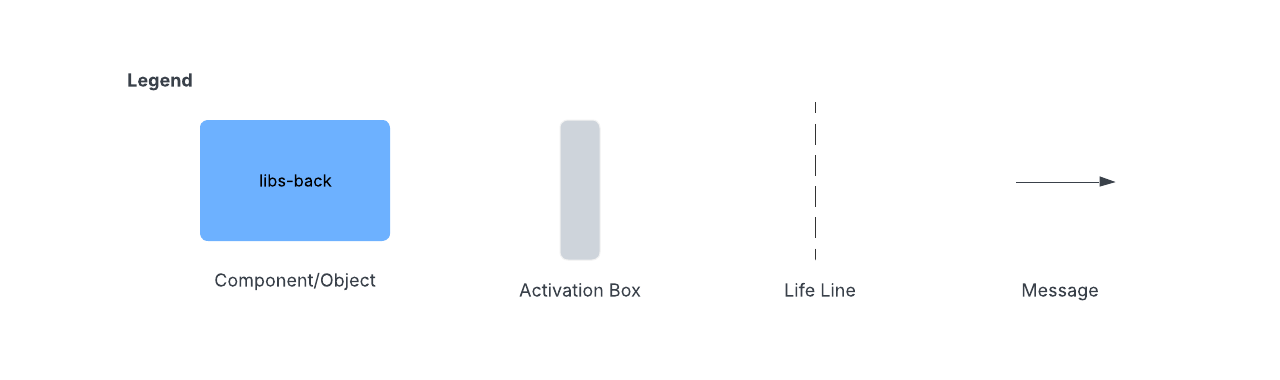 Legend
libs-back
Component/Object
Activation Box
Life Line
Message